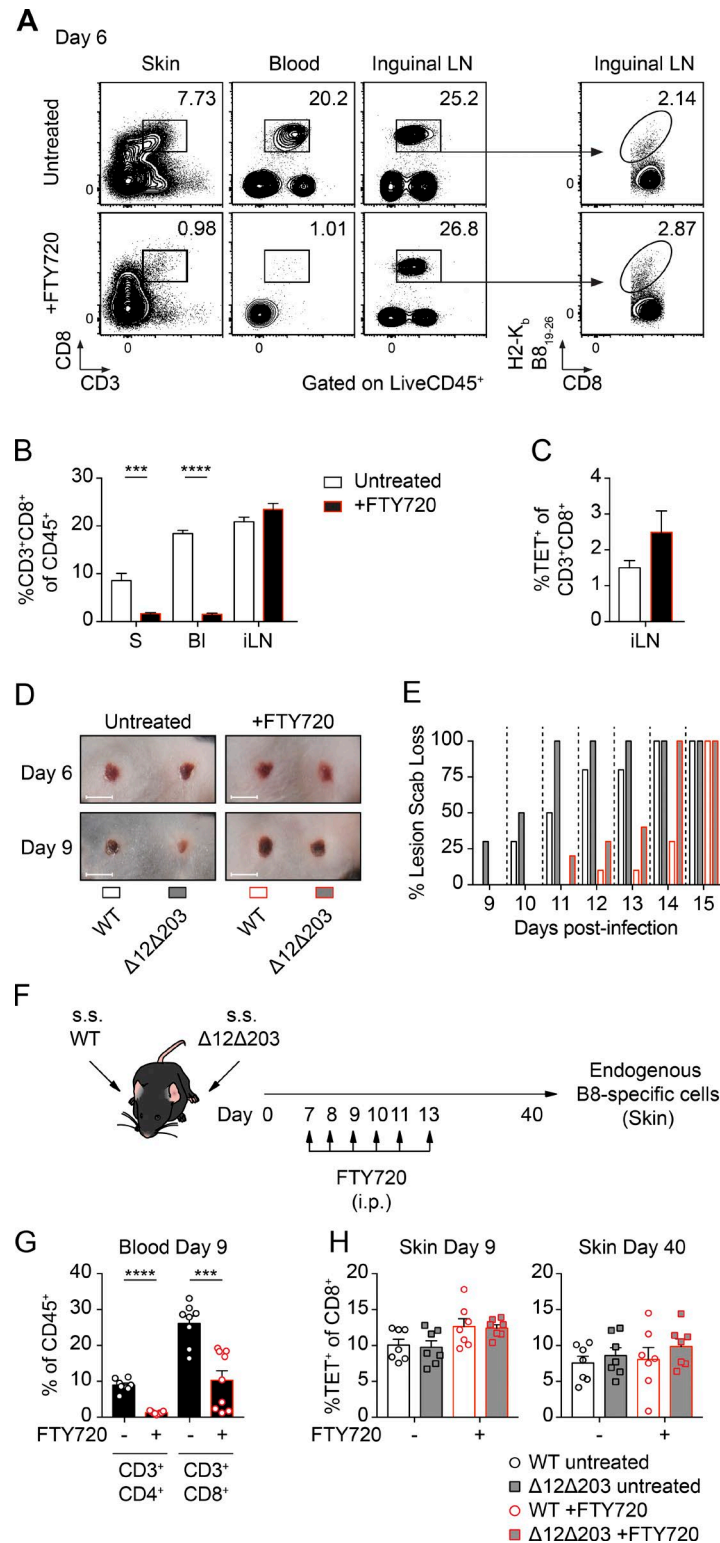 A
Day 6
Skin Blood Inguinal LN Inguinal LN
Untreated
7.73 20.2 25.2 2.14
0 0 0 0
+FTY720
0.98 1.01 26.8 2.87
0 0 0 0
0 0 0 0
CD8
CD3
Gated on LiveCD45+
H2-Kb
B819-26
CD8
B
%CD3+CD8+
of CD45+
30
20
10
0
*** ****
S Bl iLN
Untreated
+FTY720
C
%TET+ of
CD3+CD8+
4
3
2
1
0
iLN
D
Untreated +FTY720
Day 6
Day 9
WT Δ12Δ203 WT Δ12Δ203
E
% Lesion Scab Loss
100
75
50
25
0
9 10 11 12 13 14 15
Days post-infection
F
s.s. s.s.
WT Δ12Δ203
Day 0 7 8 9 10 11 13 40
FTY720
(i.p.)
Endogenous
B8-specific cells
(Skin)
G
Blood Day 9
% of CD45+
40
30
20
10
0
**** ***
FTY720 - + - +
CD3+ CD3+
CD4+ CD8+
H
Skin Day 9 Skin Day 40
%TET+ of CD8+
20 20
15 15
10 10
5 5
0 0
FTY720 - + - +
WT untreated
Δ12Δ203 untreated
WT +FTY720
Δ12Δ203 +FTY720